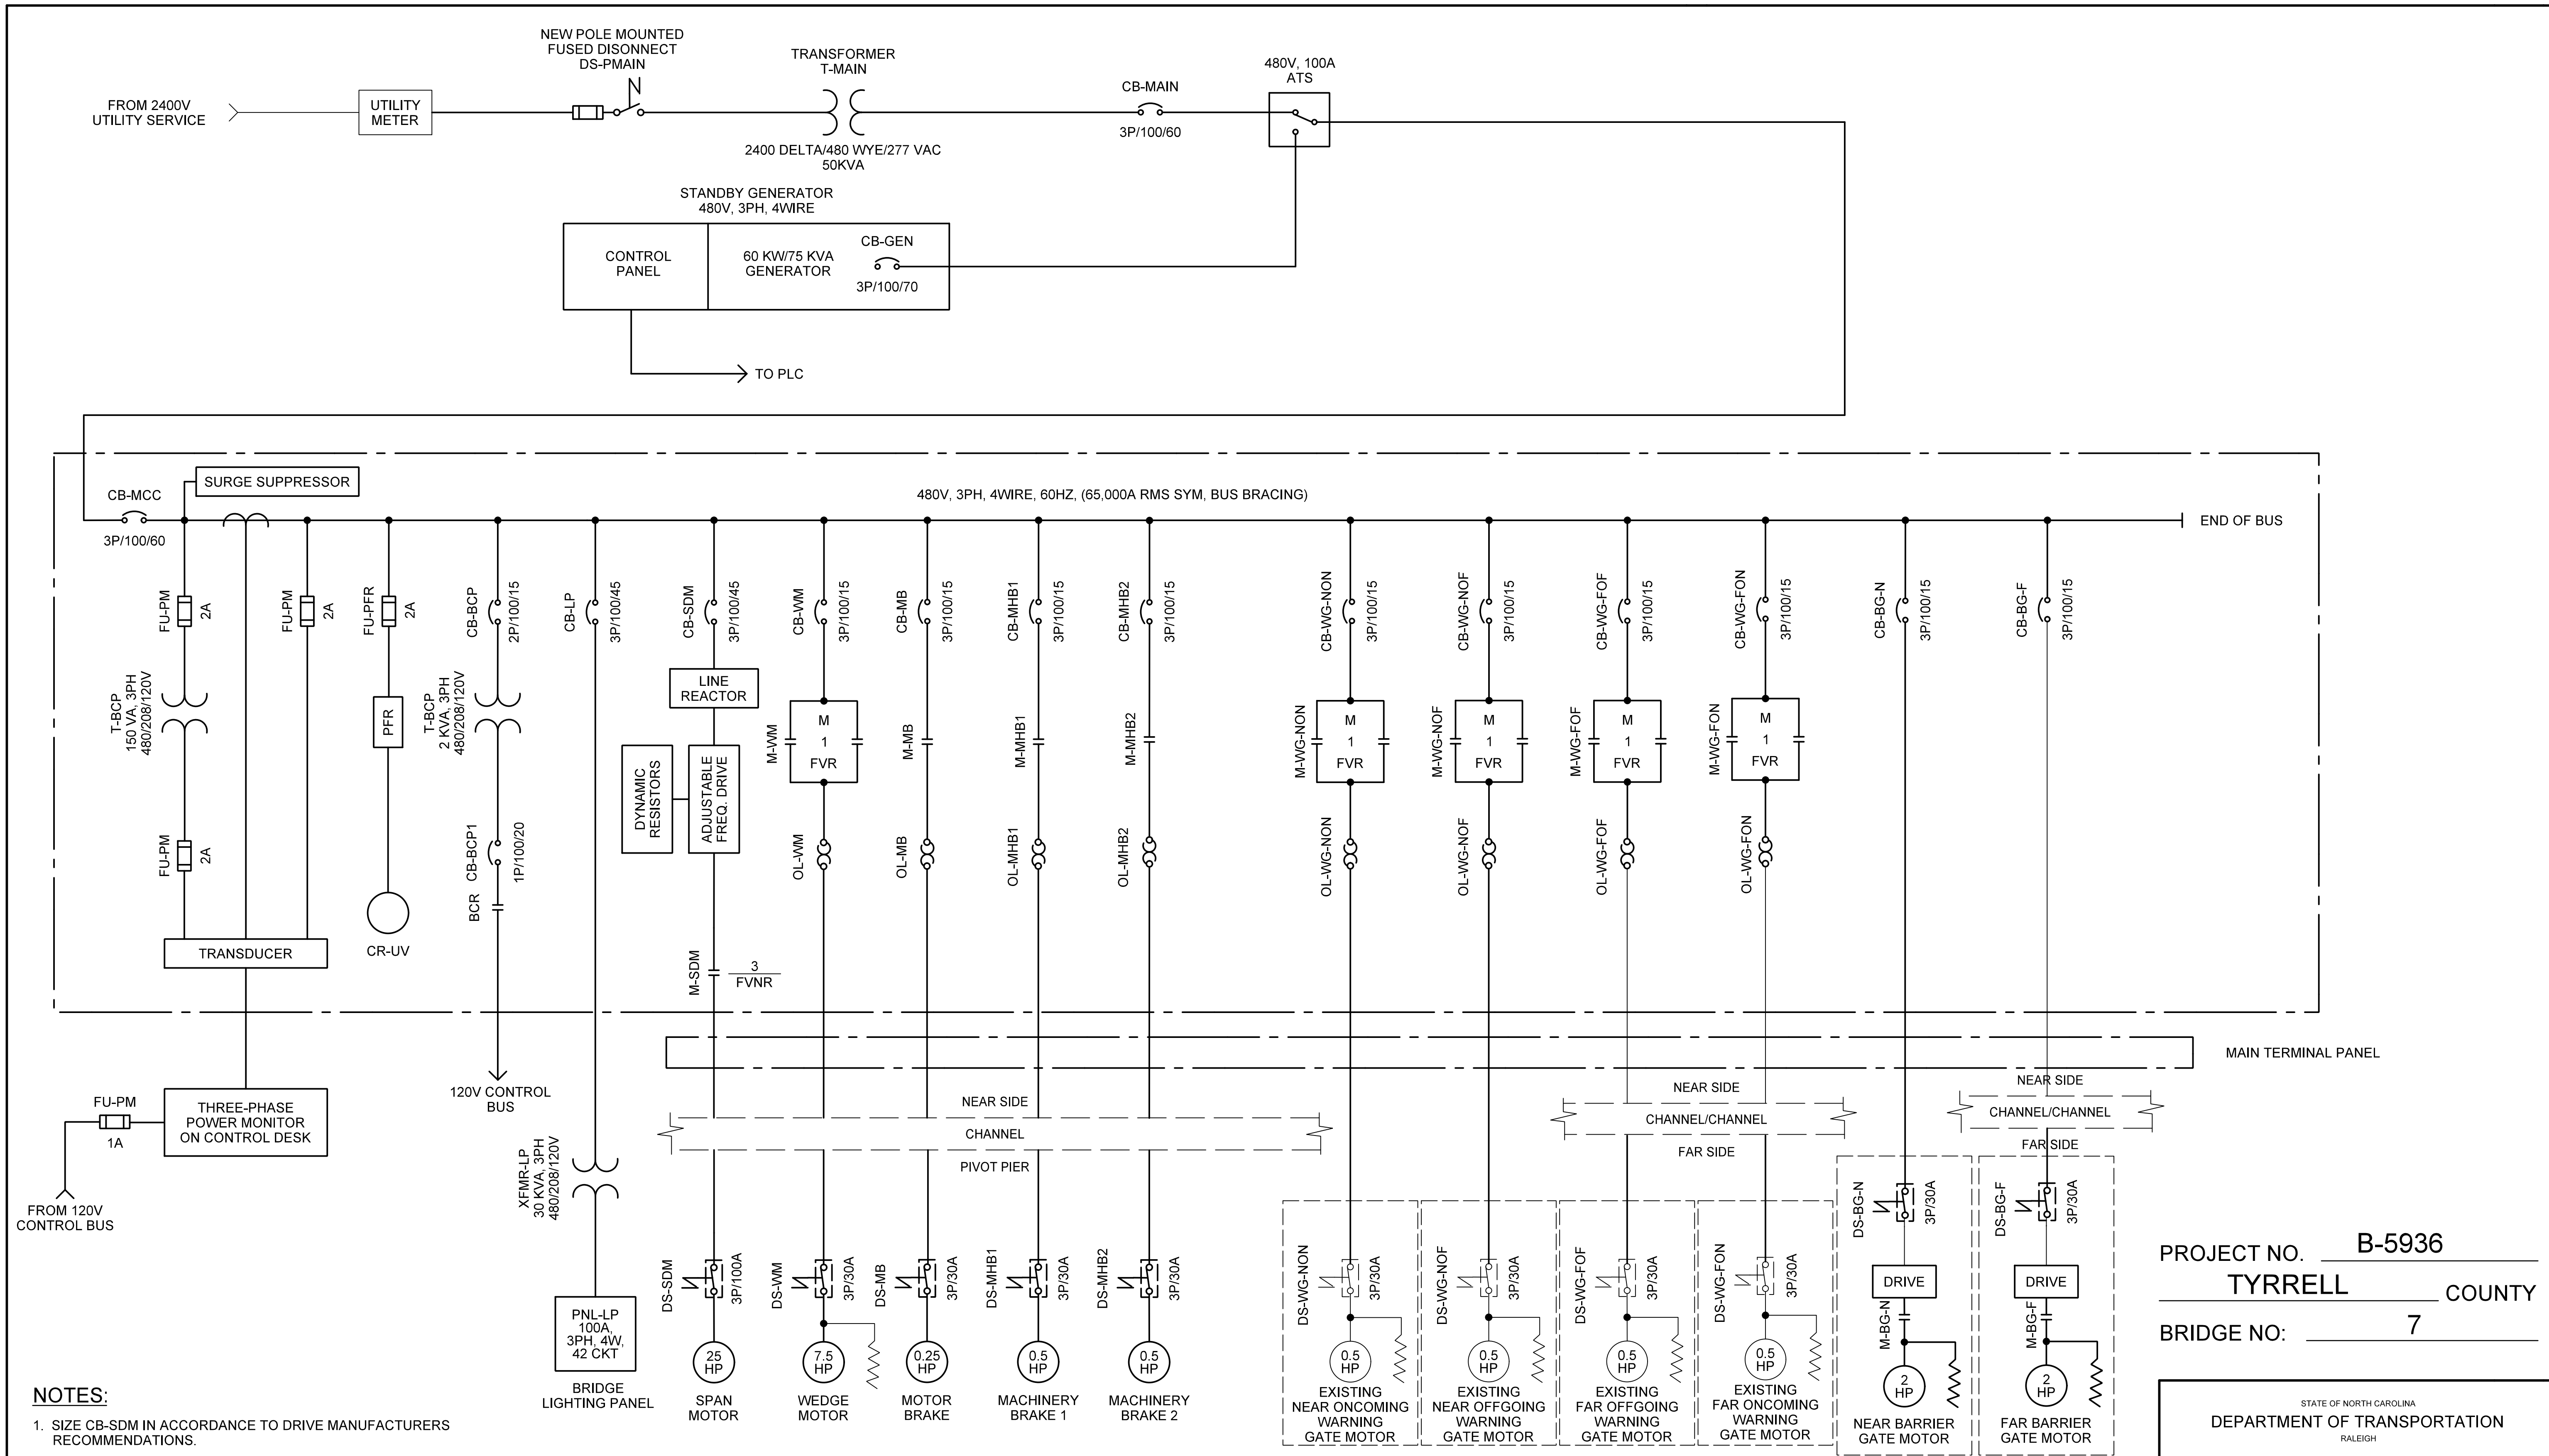 NEW POLE MOUNTED
FUSED DISONNECT
DS-PMAIN
TRANSFORMER
T-MAIN
480V, 100A
ATS
CB-MAIN
3P/100/60
FROM 2400V
UTILITY SERVICE
UTILITY
METER
2400 DELTA/480 WYE/277 VAC
50KVA
STANDBY GENERATOR
480V, 3PH, 4WIRE
CONTROL
PANEL
60 KW/75 KVA
GENERATOR
CB-GEN
3P/100/70
TO PLC
SURGE SUPPRESSOR
CB-MCC
3P/100/60
480V, 3PH, 4WIRE, 60HZ, (65,000A RMS SYM, BUS BRACING)
END OF BUS
FU-PM
2A
FU-PM
2A
FU-PFR
2A
CB-BCP
2P/100/15
CB-LP
3P/100/45
CB-SDM
3P/100/45
CB-WM
3P/100/15
CB-MB
3P/100/15
CB-MHB1
3P/100/15
CB-MHB2
3P/100/15
CB-WG-NON
3P/100/15
CB-WG-NOF
3P/100/15
CB-WG-FOF
3P/100/15
CB-WG-FON
3P/100/15
CB-BG-N
3P/100/15
CB-BG-F
3P/100/15
T-BCP
150 VA, 3PH
480/208/120V
PFR
T-BCP
2 KVA, 3PH
480/208/120V
LINE
REACTOR
DYNAMIC
RESISTORS
ADJUSTABLE
FREQ. DRIVE
M-WM
M
1
FVR
M-MB
M-MHB1
M-MHB2
M-WG-NON
M
1
FVR
M-WG-NOF
M
1
FVR
M-WG-FOF
M
1
FVR
M-WG-FON
M
1
FVR
FU-PM
2A
CB-BCP1
1P/100/20
BCR
OL-WM
OL-MB
OL-MHB1
OL-MHB2
OL-WG-NON
OL-WG-NOF
OL-WG-FOF
OL-WG-FON
CR-UV
TRANSDUCER
M-SDM
3
FVNR
MAIN TERMINAL PANEL
120V CONTROL
BUS
FU-PM
1A
THREE-PHASE
POWER MONITOR
ON CONTROL DESK
FROM 120V
CONTROL BUS
NEAR SIDE
CHANNEL
PIVOT PIER
NEAR SIDE
CHANNEL/CHANNEL
FAR SIDE
NEAR SIDE
CHANNEL/CHANNEL
FAR SIDE
XFMR-LP
30 KVA, 3PH
480/208/120V
DS-SDM
3P/100A
DS-WM
3P/30A
DS-MB
3P/30A
DS-MHB1
3P/30A
DS-MHB2
3P/30A
DS-WG-NON
3P/30A
DS-WG-NOF
3P/30A
DS-WG-FOF
3P/30A
DS-WG-FON
3P/30A
DS-BG-N
3P/30A
DS-BG-F
3P/30A
DRIVE
DRIVE
M-BG-N
M-BG-F
PNL-LP
100A,
3PH, 4W,
42 CKT
BRIDGE
LIGHTING PANEL
25
HP
SPAN
MOTOR
7.5
HP
WEDGE
MOTOR
0.25
HP
MOTOR
BRAKE
0.5
HP
MACHINERY
BRAKE 1
0.5
HP
MACHINERY
BRAKE 2
0.5
HP
EXISTING
NEAR ONCOMING
WARNING
GATE MOTOR
0.5
HP
EXISTING
NEAR OFFGOING
WARNING
GATE MOTOR
0.5
HP
EXISTING
FAR OFFGOING
WARNING
GATE MOTOR
0.5
HP
EXISTING
FAR ONCOMING
WARNING
GATE MOTOR
2
HP
NEAR BARRIER
GATE MOTOR
2
HP
FAR BARRIER
GATE MOTOR
NOTES:
1. SIZE CB-SDM IN ACCORDANCE TO DRIVE MANUFACTURERS
RECOMMENDATIONS.
PROJECT NO. B-5936
TYRRELL COUNTY
BRIDGE NO: 7
STATE OF NORTH CAROLINA
DEPARTMENT OF TRANSPORTATION
RALEIGH